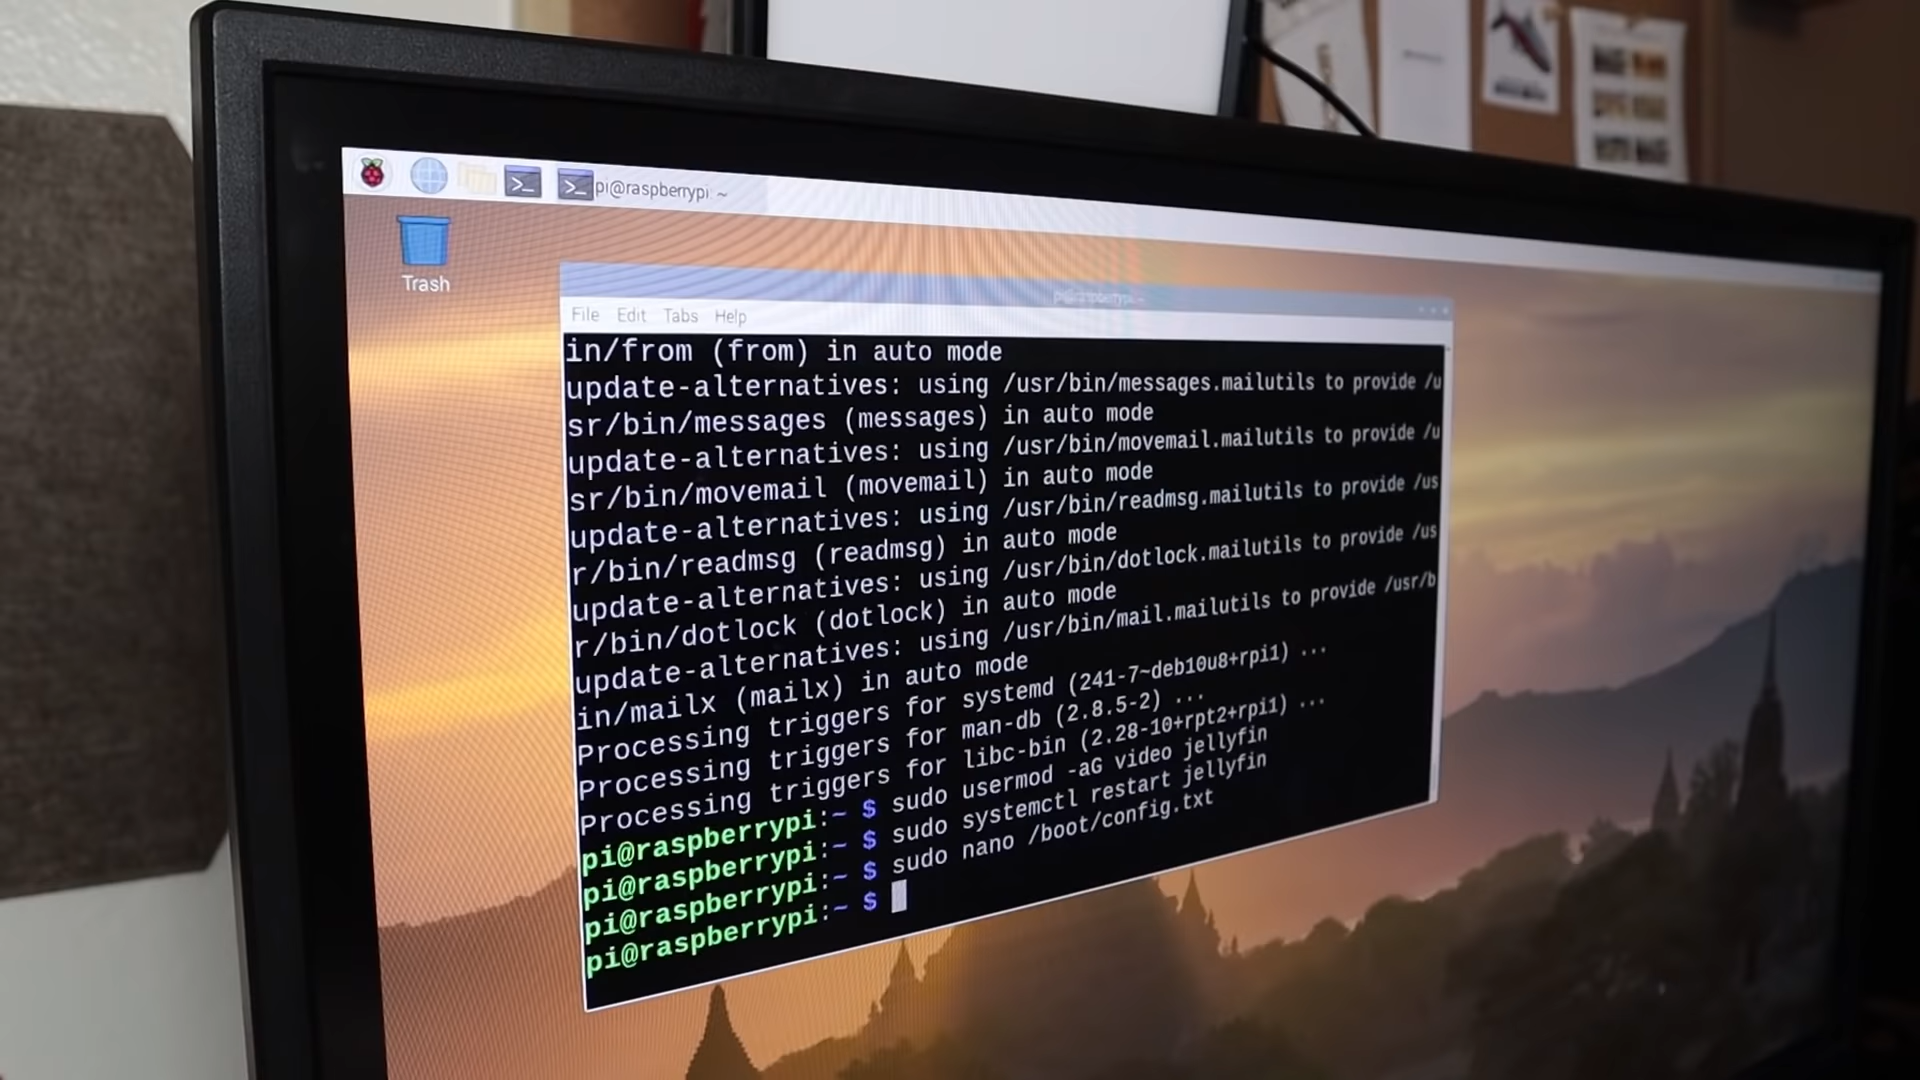 pi@raspberrypi: ~
Trash
pi@raspberrypi: ~
File Edit Tabs Help
in/from (from) in auto mode
update-alternatives: using /usr/bin/messages.mailutils to provide /u
sr/bin/messages (messages) in auto mode
update-alternatives: using /usr/bin/movemail.mailutils to provide /u
sr/bin/movemail (movemail) in auto mode
update-alternatives: using /usr/bin/readmsg.mailutils to provide /us
r/bin/readmsg (readmsg) in auto mode
update-alternatives: using /usr/bin/dotlock.mailutils to provide /us
r/bin/dotlock (dotlock) in auto mode
update-alternatives: using /usr/bin/mail.mailutils to provide /usr/b
in/mailx (mailx) in auto mode
Processing triggers for systemd (241-7~deb10u8+rpi1) ...
Processing triggers for man-db (2.8.5-2) ...
Processing triggers for libc-bin (2.28-10+rpt2+rpi1) ...
pi@raspberrypi:~ $ sudo usermod -aG video jellyfin
pi@raspberrypi:~ $ sudo systemctl restart jellyfin
pi@raspberrypi:~ $ sudo nano /boot/config.txt
pi@raspberrypi:~ $